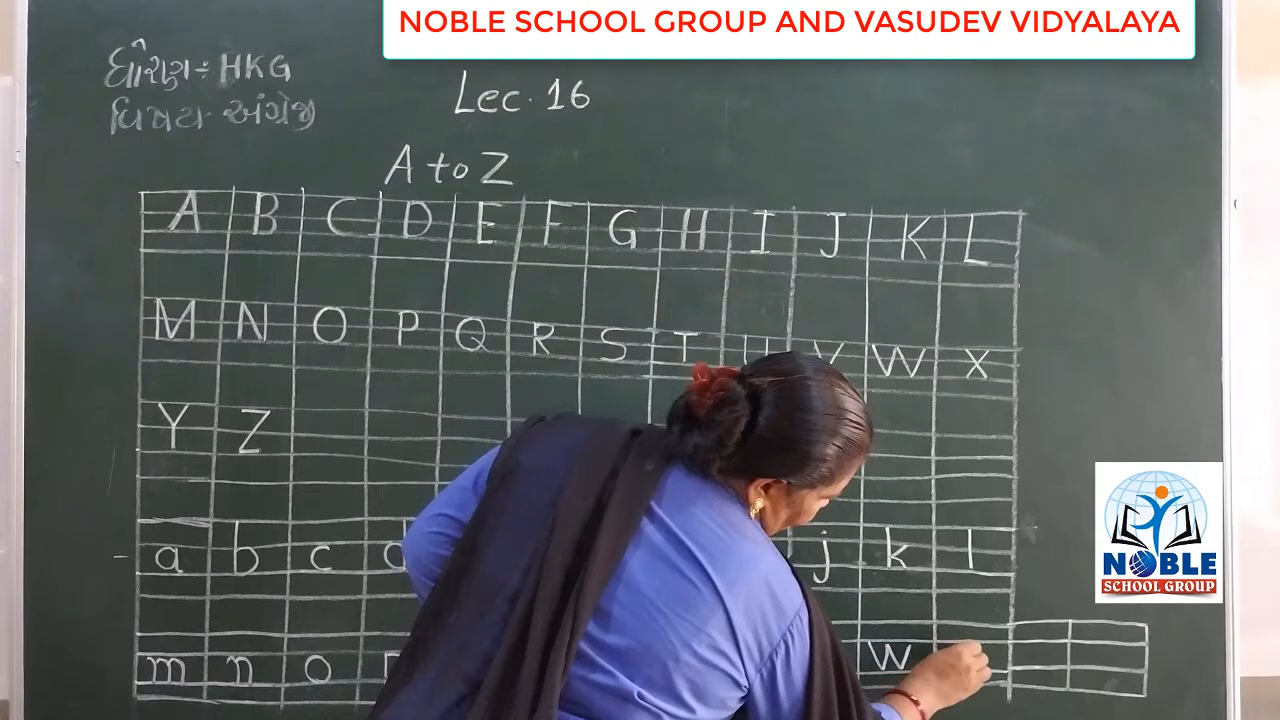 NOBLE SCHOOL GROUP AND VASUDEV VIDYALAYA
ધોરણ:- HKG
વિષય- અંગ્રેજી
Lec. 16
A to Z
A B C D E F G H I J K L
M N O P Q R S T U V W X
Y Z
a b c d j k l
m n o w
NOBLE
SCHOOL GROUP